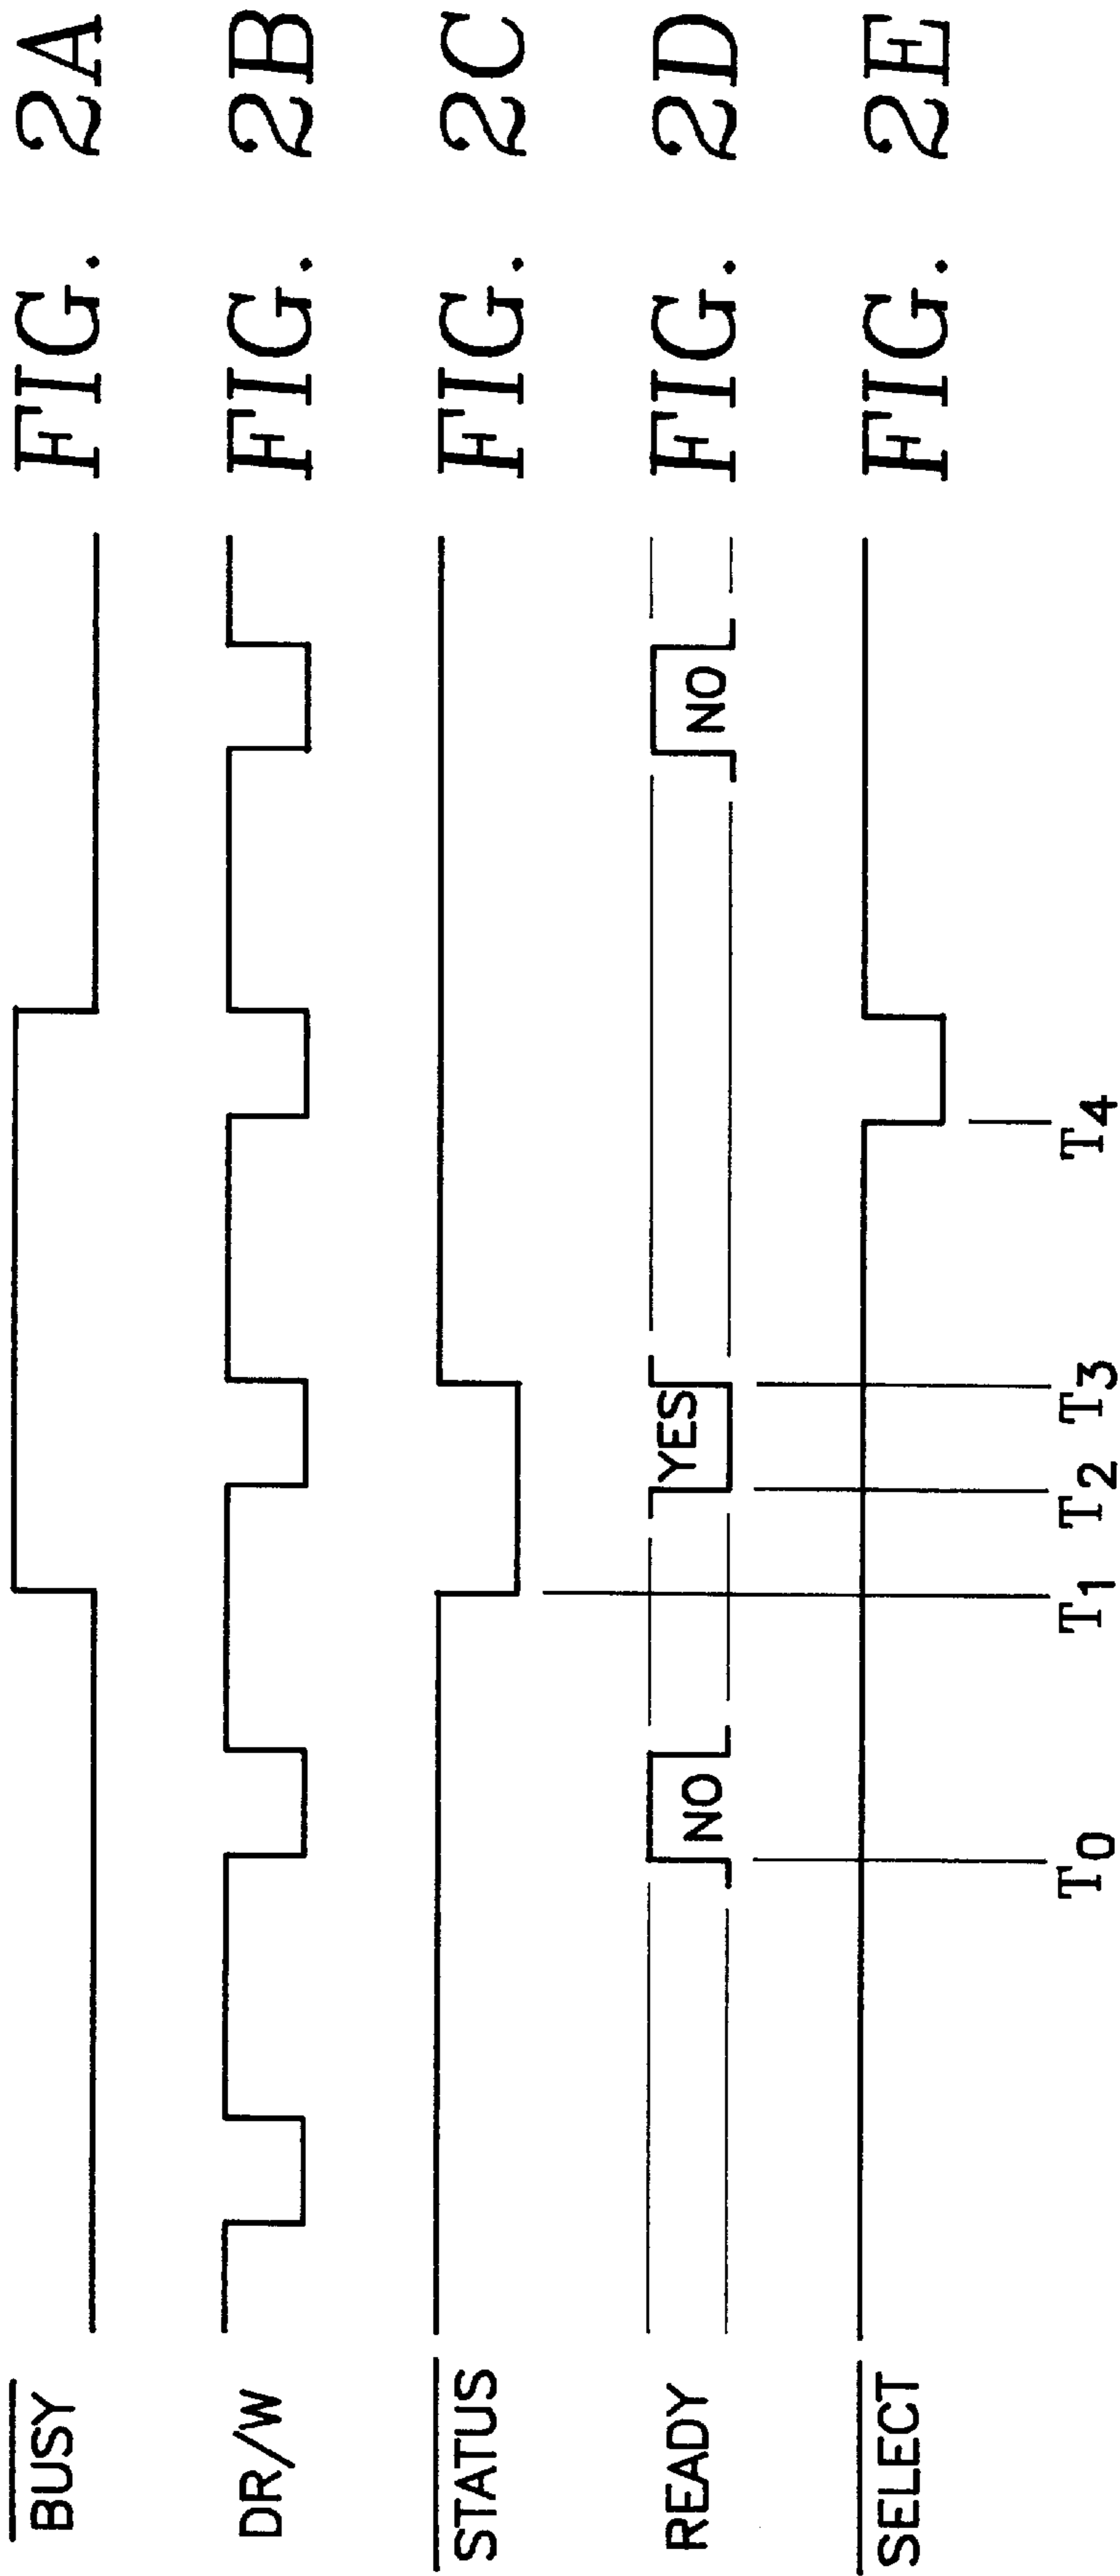 BUSY
FIG. 2A
DR/W
FIG. 2B
STATUS
FIG. 2C
READY
NO
YES
NO
FIG. 2D
SELECT
FIG. 2E
T0
T1
T2
T3
T4